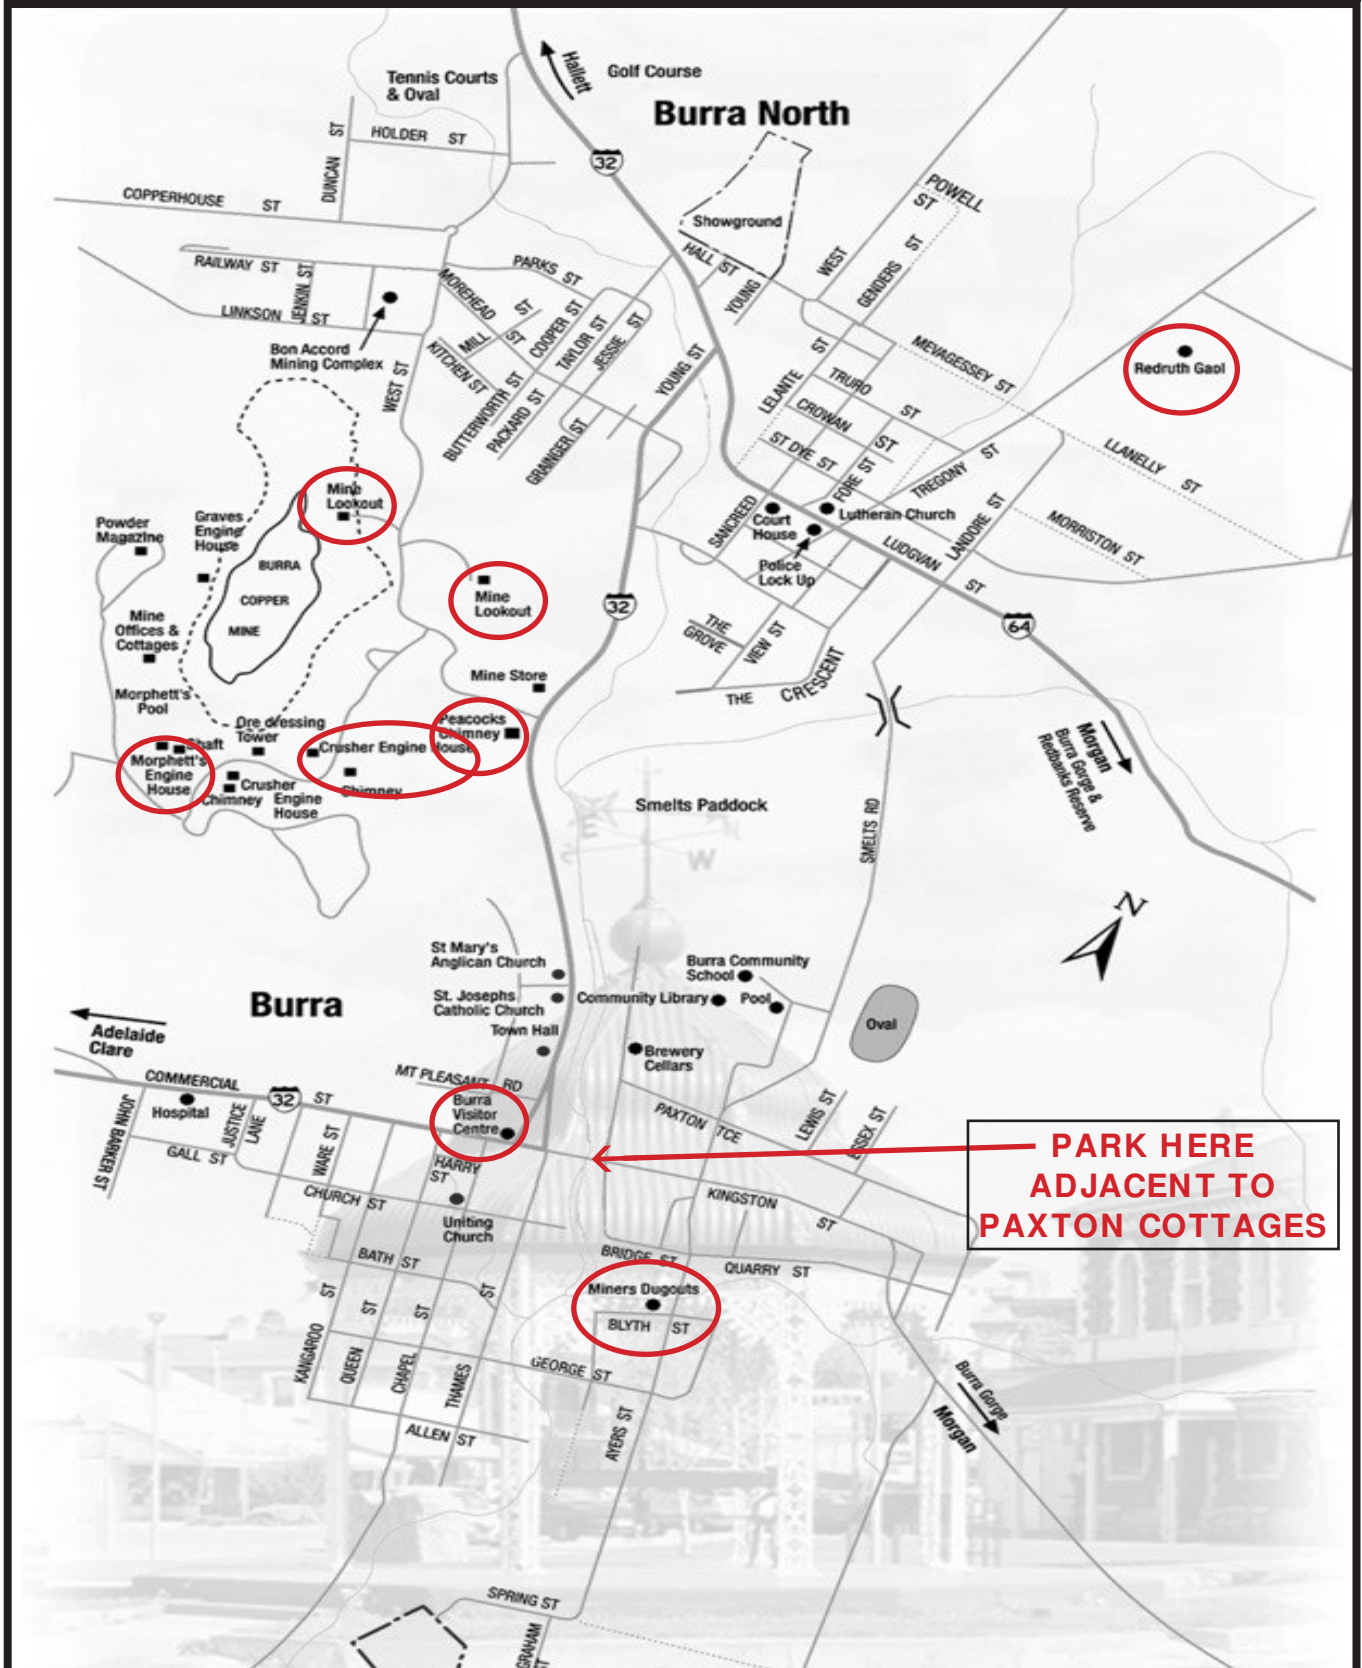 Hallett
Golf Course
Tennis Courts
& Oval
Burra North
DUNCAN ST
HOLDER ST
32
COPPERHOUSE ST
POWELL
ST
Showground
RAILWAY ST
JENKIN ST
LINKSON ST
PARKS ST
HALL ST
YOUNG
WEST
GENDERS ST
MOREHEAD
ST
MILL ST
KITCHEN ST
COOPER ST
TAYLOR ST
JESSIE ST
Bon Accord
Mining Complex
WEST ST
BUTTERWORTH ST
PACKARD ST
GRAINGER ST
YOUNG ST
LELANTE ST
MEVAGESSEY ST
Redruth Gaol
TRURO ST
CROWAN ST
ST DYE ST
FORE ST
TREGONY ST
LLANELLY ST
Mine
Lookout
Powder
Magazine
Graves
Engine
House
SANCREED
Court
House
Lutheran Church
Police
Lock Up
LUDGVAN ST
LANDORE ST
MORRISTON ST
BURRA
COPPER
MINE
Mine
Lookout
32
64
Mine
Offices &
Cottages
THE
GROVE
VIEW ST
THE CRESCENT
Mine Store
Morphett's
Pool
Ore dressing
Tower
Peacocks
Chimney
Shaft
Crusher Engine House
Morphett's
Engine
House
Chimney
Crusher
Engine
House
Chimney
Morgan
Burra Gorge &
Redbanks Reserve
Smelts Paddock
E
N
S
W
SMELTS RD
N
St Mary's
Anglican Church
Burra Community
School
St. Josephs
Catholic Church
Community Library
Pool
Burra
Town Hall
Oval
Adelaide
Clare
Brewery
Cellars
COMMERCIAL ST
32
MT PLEASANT RD
Hospital
Burra
Visitor
Centre
JOHN BARKER ST
JUSTICE
LANE
GALL ST
WARE ST
PAXTON TCE
LEWIS ST
ESSEX ST
PARK HERE
ADJACENT TO
PAXTON COTTAGES
HARRY
ST
CHURCH ST
KINGSTON ST
Uniting
Church
BATH ST
BRIDGE ST
QUARRY ST
Miners Dugouts
BLYTH ST
KANGAROO ST
QUEEN ST
CHAPEL ST
THAMES ST
GEORGE ST
Burra Gorge
Morgan
ALLEN ST
AYERS ST
SPRING ST
GRAHAM
ST